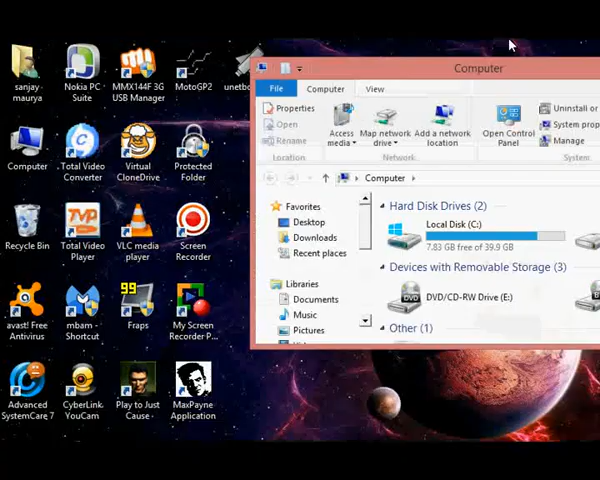 sanjay -
maurya
Nokia PC
Suite
MMX144F 3G
USB Manager
MotoGP2
unetbo
Computer
Total Video
Converter
Virtual
CloneDrive
Protected
Folder
Recycle Bin
TVP
Total Video
Player
VLC media
player
Screen
Recorder
avast! Free
Antivirus
mbam -
Shortcut
99
Fraps
My Screen
Recorder P...
Advanced
SystemCare 7
CyberLink
YouCam
Play to Just
Cause -
MaxPayne
Application
Computer
File
Computer
View
Properties
Open
Rename
Location
Access
media
Map network
drive
Add a network
location
Network
Open Control
Panel
Uninstall or
System prop
Manage
System
Computer
Favorites
Desktop
Downloads
Recent places
Libraries
Documents
Music
Pictures
Hard Disk Drives (2)
Local Disk (C:)
7.83 GB free of 39.9 GB
Devices with Removable Storage (3)
DVD
DVD/CD-RW Drive (E:)
Other (1)